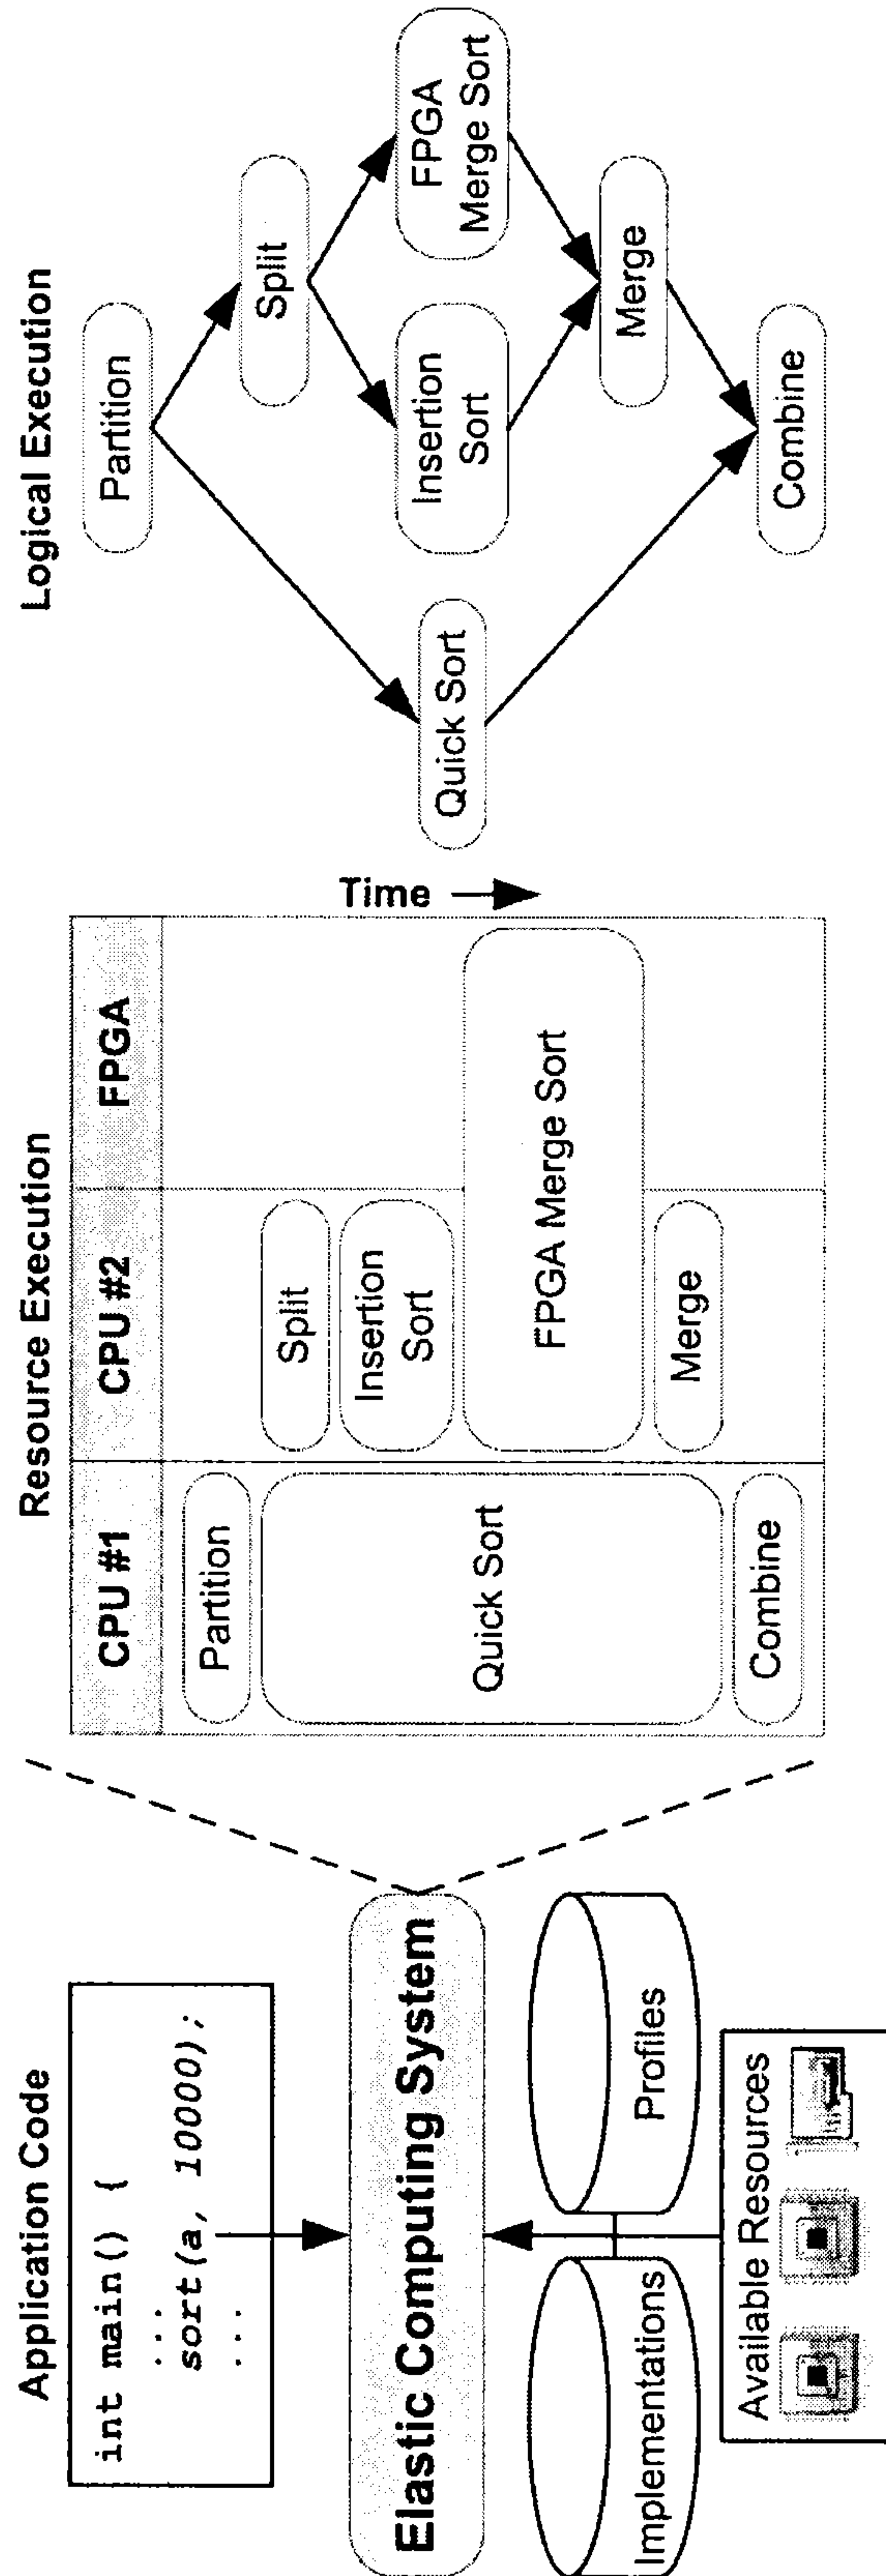 Application Code
int main() {
...
sort(a, 10000);
...
Elastic Computing System
Implementations
Profiles
Available Resources
Resource Execution
CPU #1
CPU #2
FPGA
Partition
Quick Sort
Combine
Split
Insertion
Sort
FPGA Merge Sort
Merge
Time
Logical Execution
Partition
Split
Quick Sort
Insertion
Sort
FPGA
Merge Sort
Merge
Combine